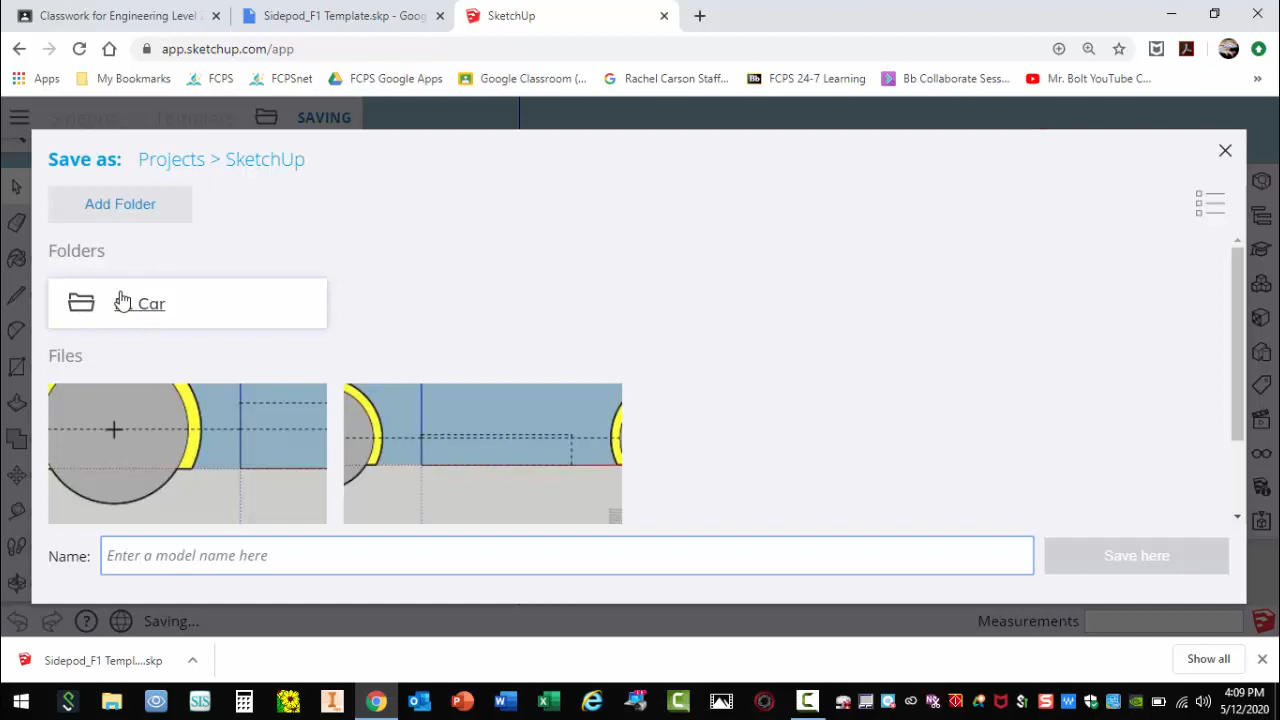 Classwork for Engineering Level
Sidepod_F1 Template.skp - Goog
SketchUp
app.sketchup.com/app
Apps
My Bookmarks
FCPS
FCPSnet
FCPS Google Apps
Google Classroom (...
Rachel Carson Staff...
Bb
FCPS 24-7 Learning
Bb Collaborate Sess...
Mr. Bolt YouTube C...
»
SAVING
Save as: Projects > SketchUp
Add Folder
Folders
Car
Files
Name: Enter a model name here
Save here
Saving...
Measurements
Sidepod_F1 Templ....skp
Show all
SIS
4:09 PM
5/12/2020